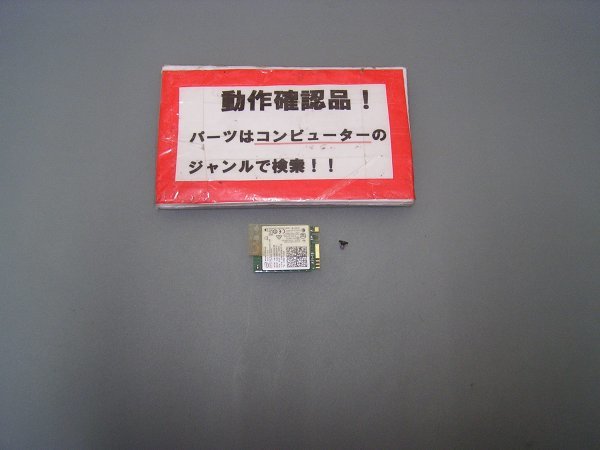 動作確認品！
パーツはコンピューターの
ジャンルで検索！！